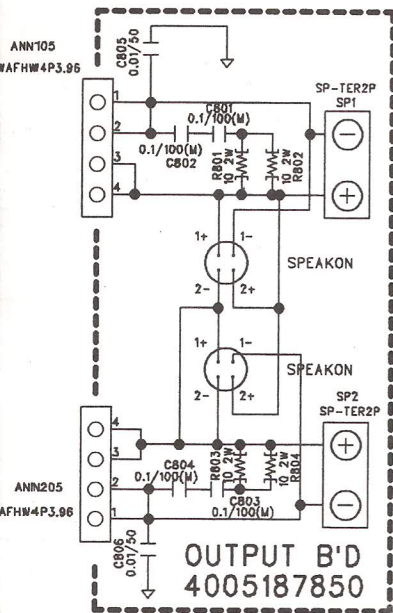 ANN105
WAFHW4P3.96
C805
0.01/50
1
2
3
4
C801
0.1/100(M)
0.1/100(M)
C802
R801
10 2W
10 2W
R802
SP-TER2P
SP1
−
+
1+ 1-
2- 2+
SPEAKON
1+ 1-
2- 2+
SPEAKON
SP2
SP-TER2P
+
−
4
3
2
1
ANN205
AFHW4P3.96
C804
0.1/100(M)
R803
10 2W
10 2W
R804
C803
0.1/100(M)
C806
0.01/50
OUTPUT B'D
4005187850